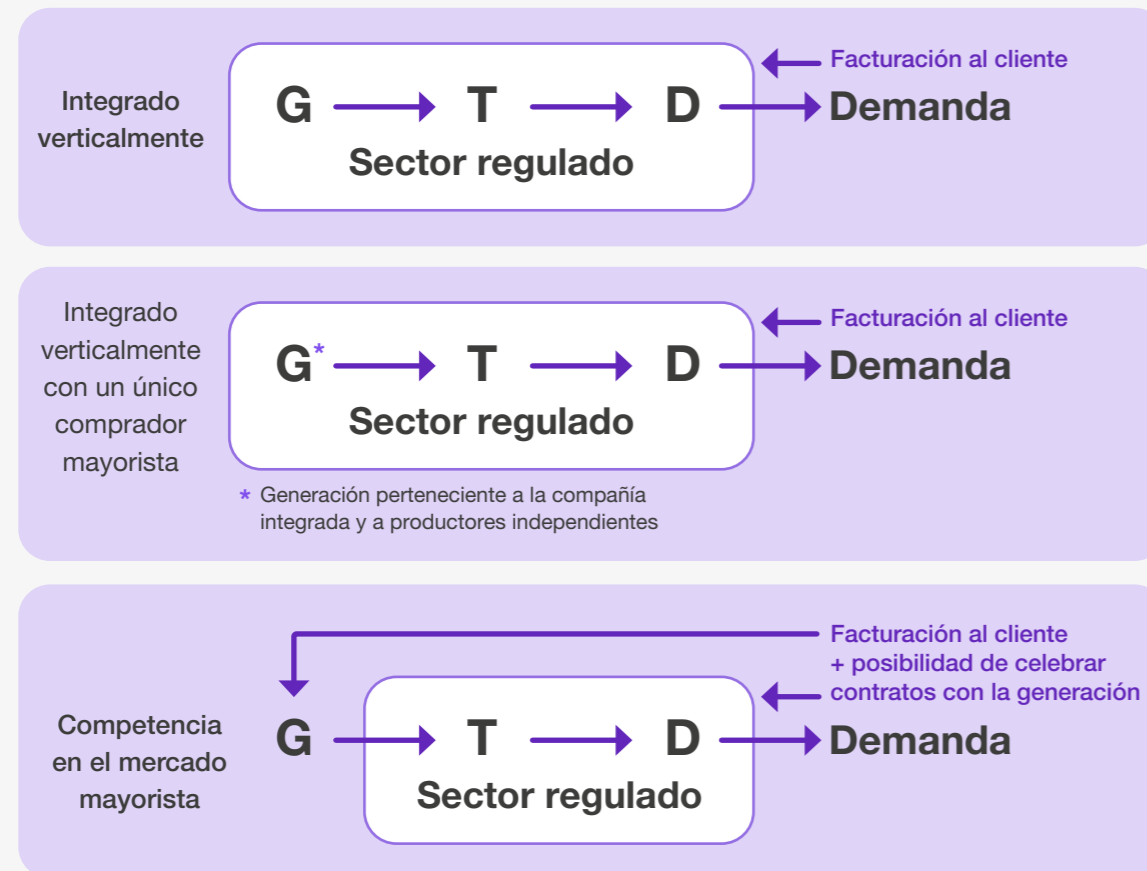 Integrado
verticalmente
G T D Demanda
Sector regulado
Facturación al cliente
Integrado
verticalmente
con un único
comprador
mayorista
G* T D Demanda
Sector regulado
Facturación al cliente
* Generación perteneciente a la compañía
integrada y a productores independientes
Competencia
en el mercado
mayorista
Facturación al cliente
+ posibilidad de celebrar
contratos con la generación
G T D Demanda
Sector regulado